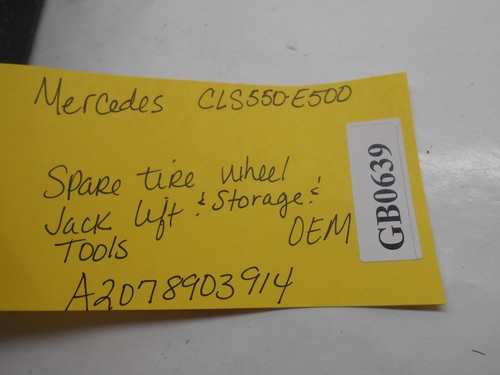 Mercedes CLS550-E500
Spare tire wheel
Jack lift & Storage &
Tools
OEM
A2078903914
GB0639